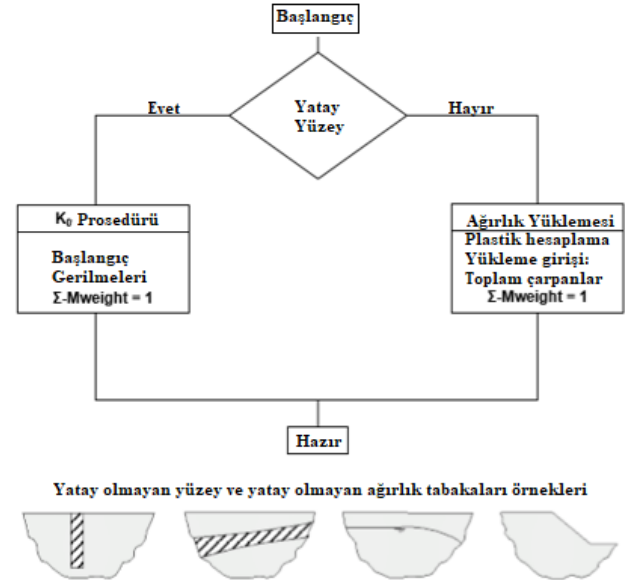 Başlangıç
Yatay
Yüzey
Evet
Hayır
K₀ Prosedürü
Başlangıç
Gerilmeleri
Σ-Mweight = 1
Ağırlık Yüklemesi
Plastik hesaplama
Yükleme girişi:
Toplam çarpanlar
Σ-Mweight = 1
Hazır
Yatay olmayan yüzey ve yatay olmayan ağırlık tabakaları örnekleri